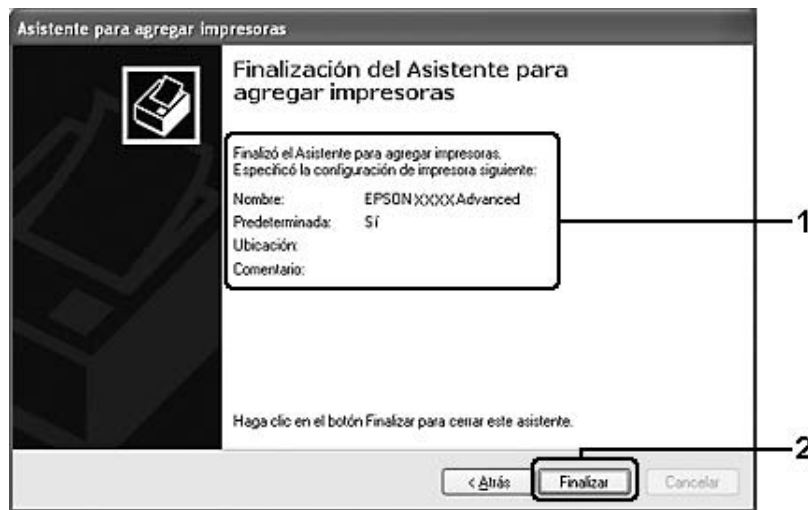 Asistente para agregar impresoras
Finalización del Asistente para
agregar impresoras
Finalizó el Asistente para agregar impresoras.
Especificó la configuración de impresora siguiente:
Nombre: EPSON XXXX Advanced
Predeterminada: Sí
Ubicación:
Comentario:
1
Haga clic en el botón Finalizar para cerrar este asistente.
2
< Atrás Finalizar Cancelar